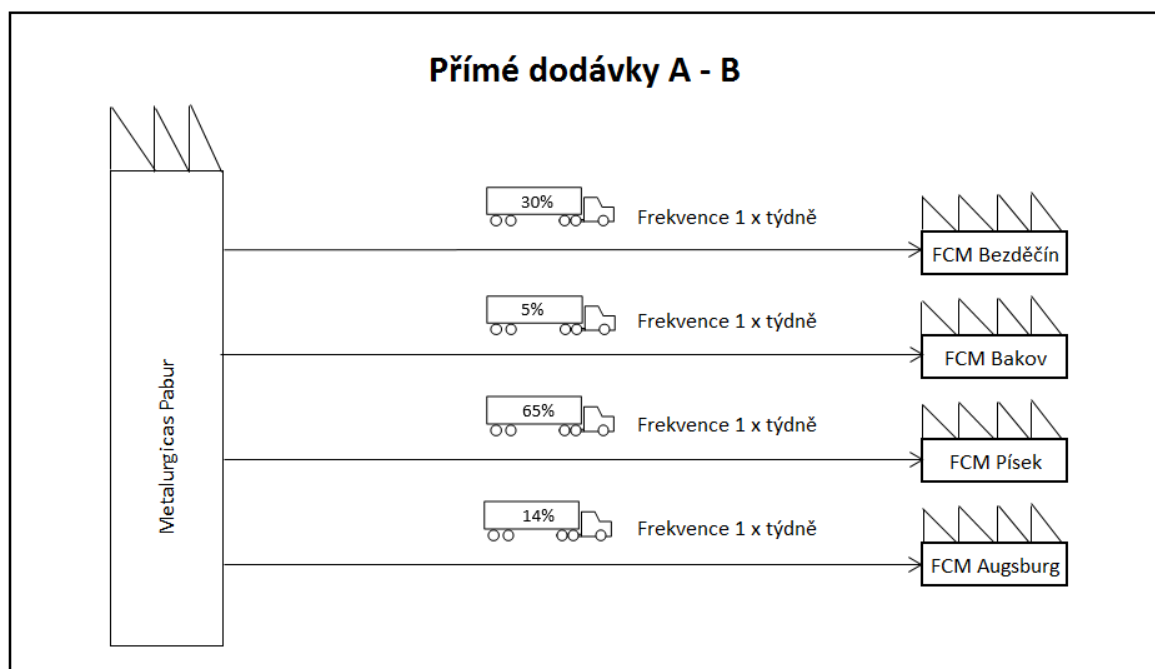 Přímé dodávky A - B
Metalurgicas Pabur
30%
Frekvence 1 x týdně
FCM Bezděčín
5%
Frekvence 1 x týdně
FCM Bakov
65%
Frekvence 1 x týdně
FCM Písek
14%
Frekvence 1 x týdně
FCM Augsburg